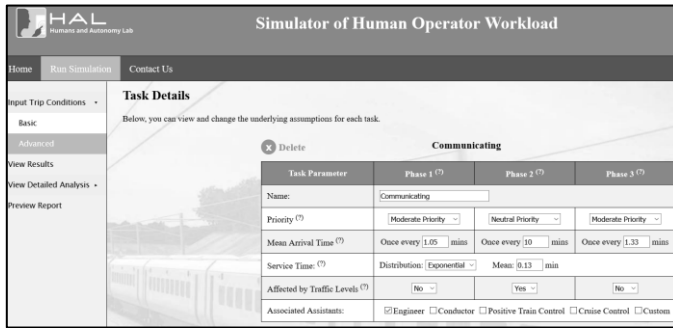 HAL
Humans and Autonomy Lab
Simulator of Human Operator Workload
Home Run Simulation Contact Us
Input Trip Conditions
Basic
Advanced
View Results
View Detailed Analysis
Preview Report
Task Details
Below, you can view and change the underlying assumptions for each task.
X Delete Communicating
Task Parameter Phase 1 (?) Phase 2 (?) Phase 3 (?)
Name: Communicating
Priority (?) Moderate Priority Neutral Priority Moderate Priority
Mean Arrival Time (?) Once every 1.05 mins Once every 10 mins Once every 1.33 mins
Service Time: (?) Distribution: Exponential Mean: 0.13 min
Affected by Traffic Levels (?) No Yes No
Associated Assistants: Engineer Conductor Positive Train Control Cruise Control Custom